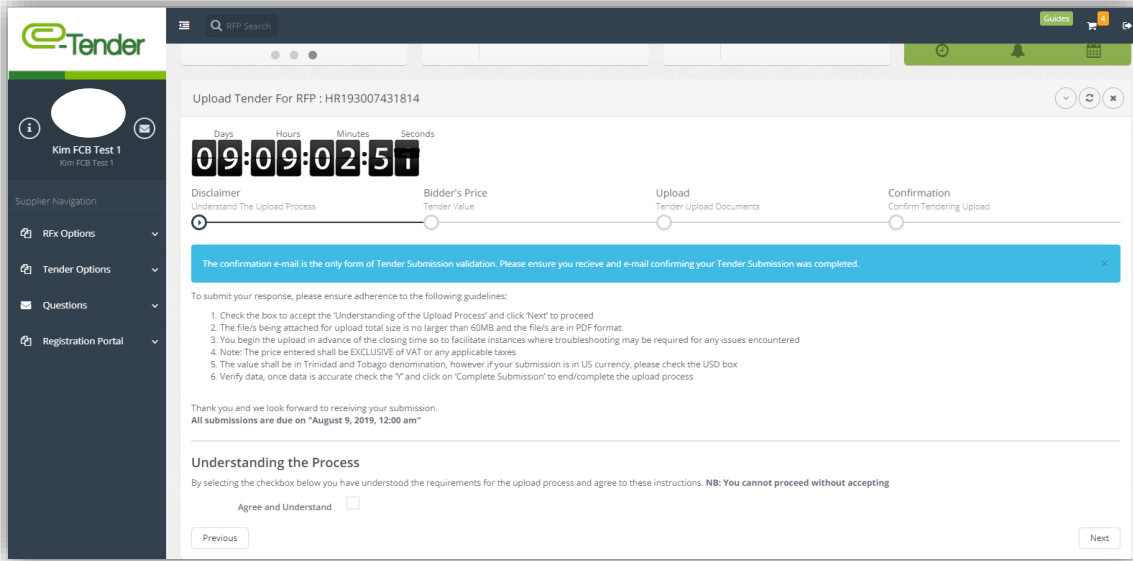 e-Tender
RFP Search
Guides
4
Kim FCB Test 1
Kim FCB Test 1
Supplier Navigation
RFx Options
Tender Options
Questions
Registration Portal
Upload Tender For RFP : HR193007431814
Days Hours Minutes Seconds
09:09:02:51
Disclaimer
Understand The Upload Process
Bidder's Price
Tender Value
Upload
Tender Upload Documents
Confirmation
Confirm Tendering Upload
The confirmation e-mail is the only form of Tender Submission validation. Please ensure you recieve and e-mail confirming your Tender Submission was completed.
To submit your response, please ensure adherence to the following guidelines:
1. Check the box to accept the 'Understanding of the Upload Process' and click 'Next' to proceed
2. The file/s being attached for upload total size is no larger than 60MB and the file/s are in PDF format
3. You begin the upload in advance of the closing time so to facilitate instances where troubleshooting may be required for any issues encountered
4. Note: The price entered shall be EXCLUSIVE of VAT or any applicable taxes
5. The value shall be in Trinidad and Tobago denomination, however if your submission is in US currency, please check the USD box
6. Verify data, once data is accurate check the 'Y' and click on 'Complete Submission' to end/complete the upload process
Thank you and we look forward to receiving your submission.
All submissions are due on "August 9, 2019, 12:00 am"
Understanding the Process
By selecting the checkbox below you have understood the requirements for the upload process and agree to these instructions. NB: You cannot proceed without accepting
Agree and Understand
Previous
Next